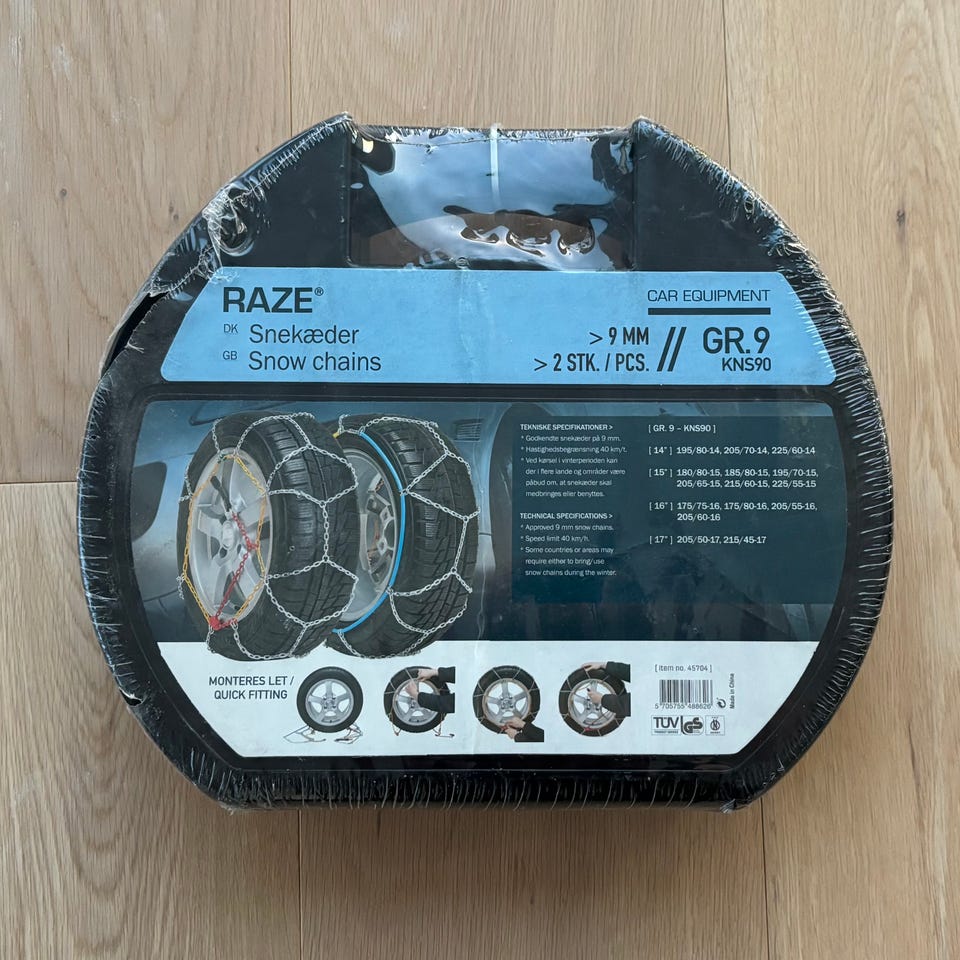 RAZE®
CAR EQUIPMENT
DK Snekæder
GB Snow chains
> 9 MM
> 2 STK. / PCS.
// GR.9
KNS90
TEKNISKE SPECIFIKATIONER >
* Godkendte snekæder på 9 mm.
* Hastighedsbegrænsning 40 km/t.
* Ved kørsel i vinterperioden kan
der i flere lande og områder være
påbud om, at snekæder skal
medbringes eller benyttes.
TECHNICAL SPECIFICATIONS >
* Approved 9 mm snow chains.
* Speed limit 40 km/h.
* Some countries or areas may
require either to bring/use
snow chains during the winter.
[ GR. 9 – KNS90 ]
[ 14" ] 195/80-14, 205/70-14, 225/60-14
[ 15" ] 180/80-15, 185/80-15, 195/70-15,
205/65-15, 215/60-15, 225/55-15
[ 16" ] 175/75-16, 175/80-16, 205/55-16,
205/60-16
[ 17" ] 205/50-17, 215/45-17
MONTERES LET /
QUICK FITTING
[ item no. 45704 ]
5 705755 488626
Made in China
TÜV
GS